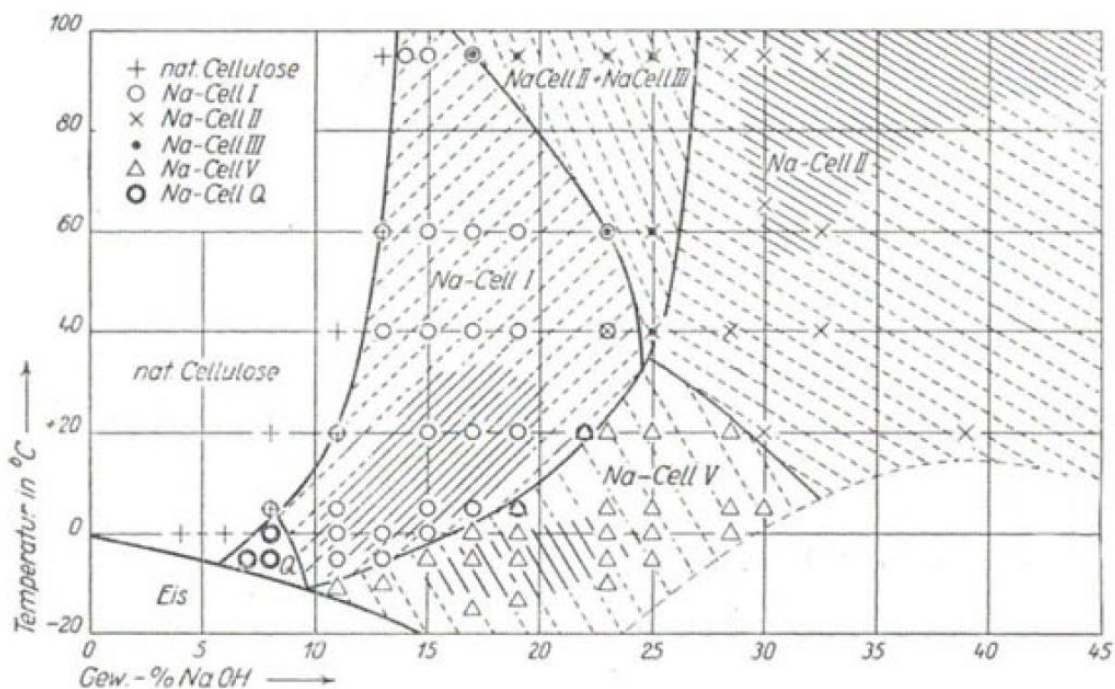 100
80
60
40
+20
0
-20
Temperatur in °C
nat. Cellulose
Na-Cell I
Na-Cell II
Na-Cell III
Na-Cell V
Na-Cell Q
NaCell II + NaCell III
Na-Cell II
Na-Cell I
nat. Cellulose
Na-Cell V
Q
Eis
0 5 10 15 20 25 30 35 40 45
Gew.-% NaOH